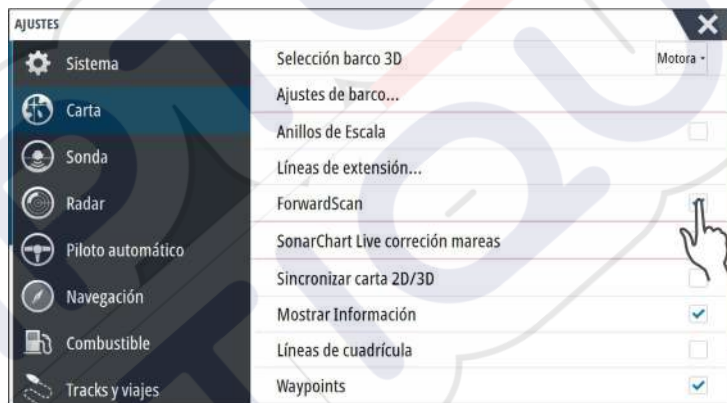 AJUSTES
Sistema
Carta
Sonda
Radar
Piloto automático
Navegación
Combustible
Tracks y viajes
Selección barco 3D
Motora
Ajustes de barco...
Anillos de Escala
Líneas de extensión...
ForwardScan
SonarChart Live correción mareas
Sincronizar carta 2D/3D
Mostrar Información
Líneas de cuadrícula
Waypoints